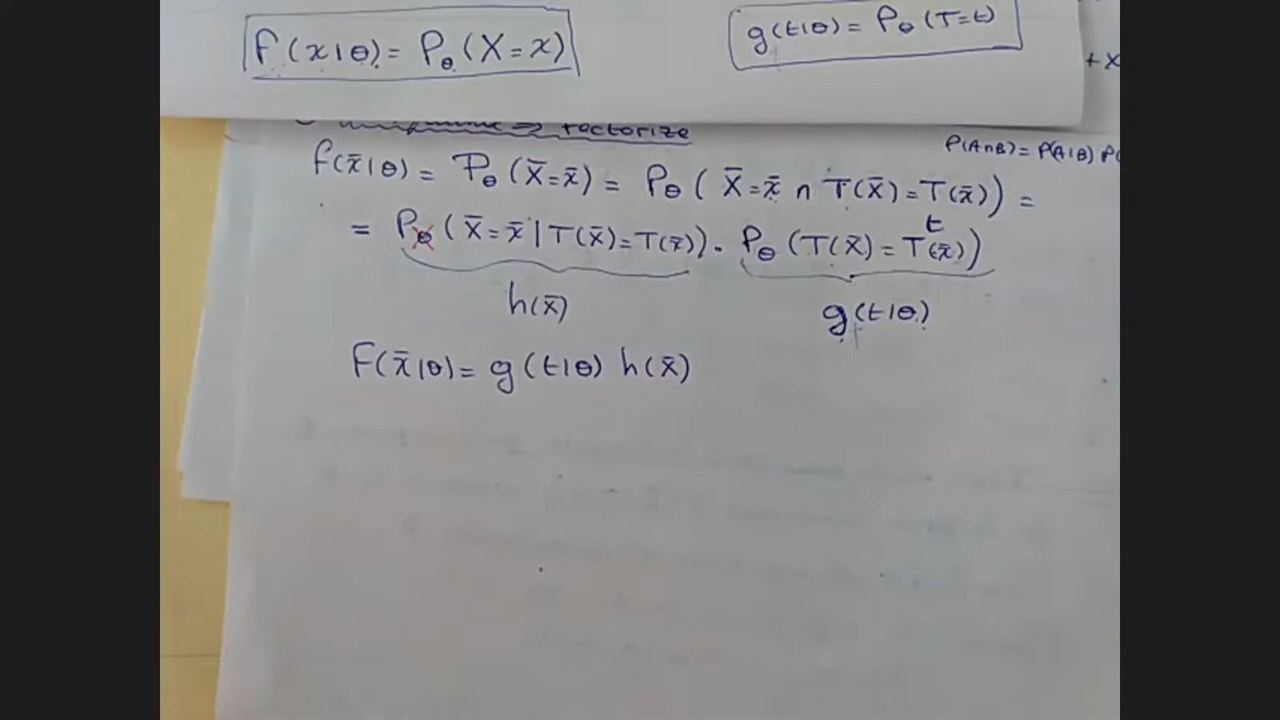 f(x|θ) = P_θ(X=x)
g(t|θ) = P_θ(T=t)
+ x
⇒ factorize
P(A∩B) = P(A|B) P(
f(x̄|θ) = P_θ(X̄=x̄) = P_θ( X̄=x̄ ∩ T(X̄)=T(x̄)) =
t
= P_θ(X̄=x̄ | T(X̄)=T(x̄)) · P_θ(T(X̄)=T(x̄))
h(x̄)
g(t|θ)
F(x̄|θ) = g(t|θ) h(x̄)